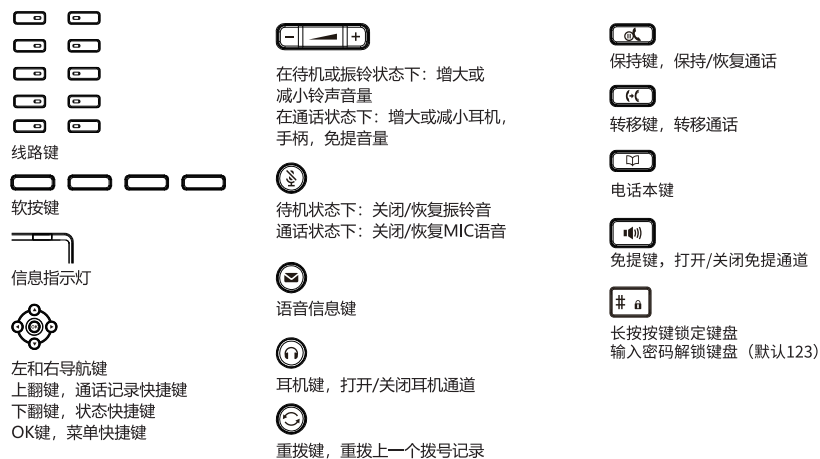 线路键
软按键
信息指示灯
左和右导航键
上翻键，通话记录快捷键
下翻键，状态快捷键
OK键，菜单快捷键
在待机或振铃状态下：增大或
减小铃声音量
在通话状态下：增大或减小耳机，
手柄，免提音量
待机状态下：关闭/恢复振铃音
通话状态下：关闭/恢复MIC语音
语音信息键
耳机键，打开/关闭耳机通道
重拨键，重拨上一个拨号记录
保持键，保持/恢复通话
转移键，转移通话
电话本键
免提键，打开/关闭免提通道
#
长按按键锁定键盘
输入密码解锁键盘（默认123）